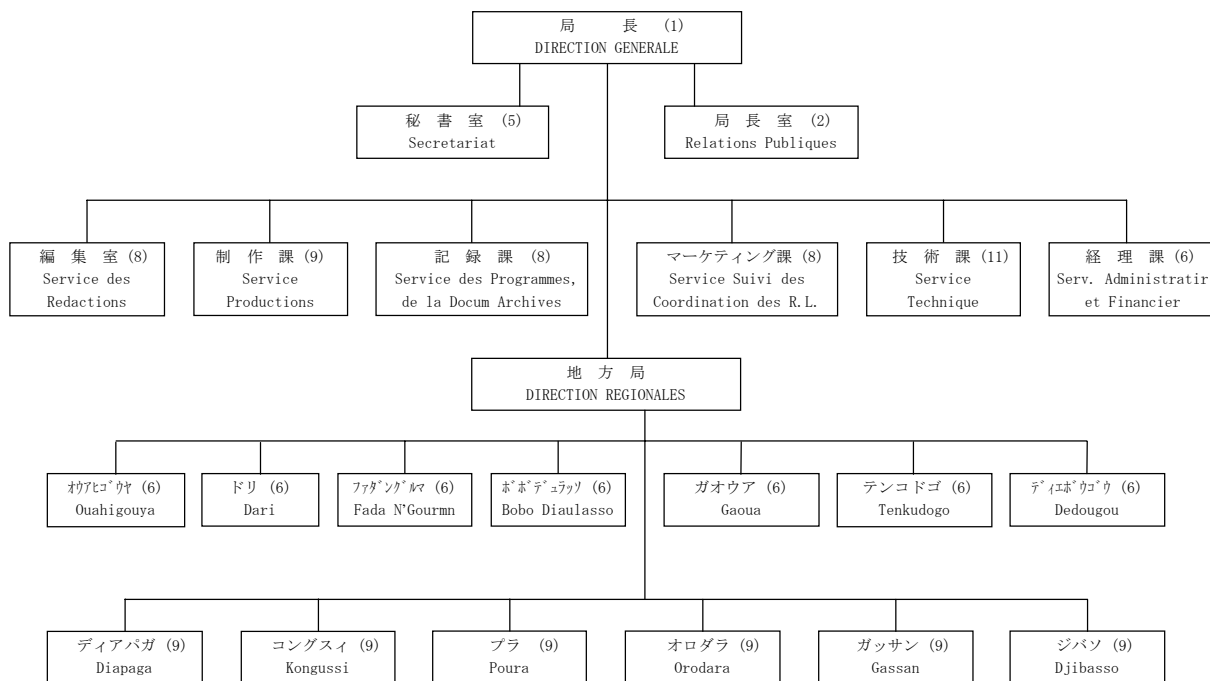 局 長 (1)
DIRECTION GENERALE
秘 書 室 (5)
Secretariat
局 長 室 (2)
Relations Publiques
編 集 室 (8)
Service des
Redactions
制 作 課 (9)
Service
Productions
記 録 課 (8)
Service des Programmes,
de la Docum Archives
マーケティング課 (8)
Service Suivi des
Coordination des R.L.
技 術 課 (11)
Service
Technique
経 理 課 (6)
Serv. Administratir
et Financier
地 方 局
DIRECTION REGIONALES
ｵｳｱﾋｺﾞｳﾔ (6)
Ouahigouya
ドリ (6)
Dari
ﾌｧﾀﾞﾝｸﾞﾙﾏ (6)
Fada N'Gourmn
ﾎﾞﾎﾞﾃﾞｭﾗｯｿ (6)
Bobo Diaulasso
ガオウア (6)
Gaoua
テンコドゴ (6)
Tenkudogo
ﾃﾞｨｴﾎﾞｳｺﾞｳ (6)
Dedougou
ディアパガ (9)
Diapaga
コングスィ (9)
Kongussi
プラ (9)
Poura
オロダラ (9)
Orodara
ガッサン (9)
Gassan
ジバソ (9)
Djibasso